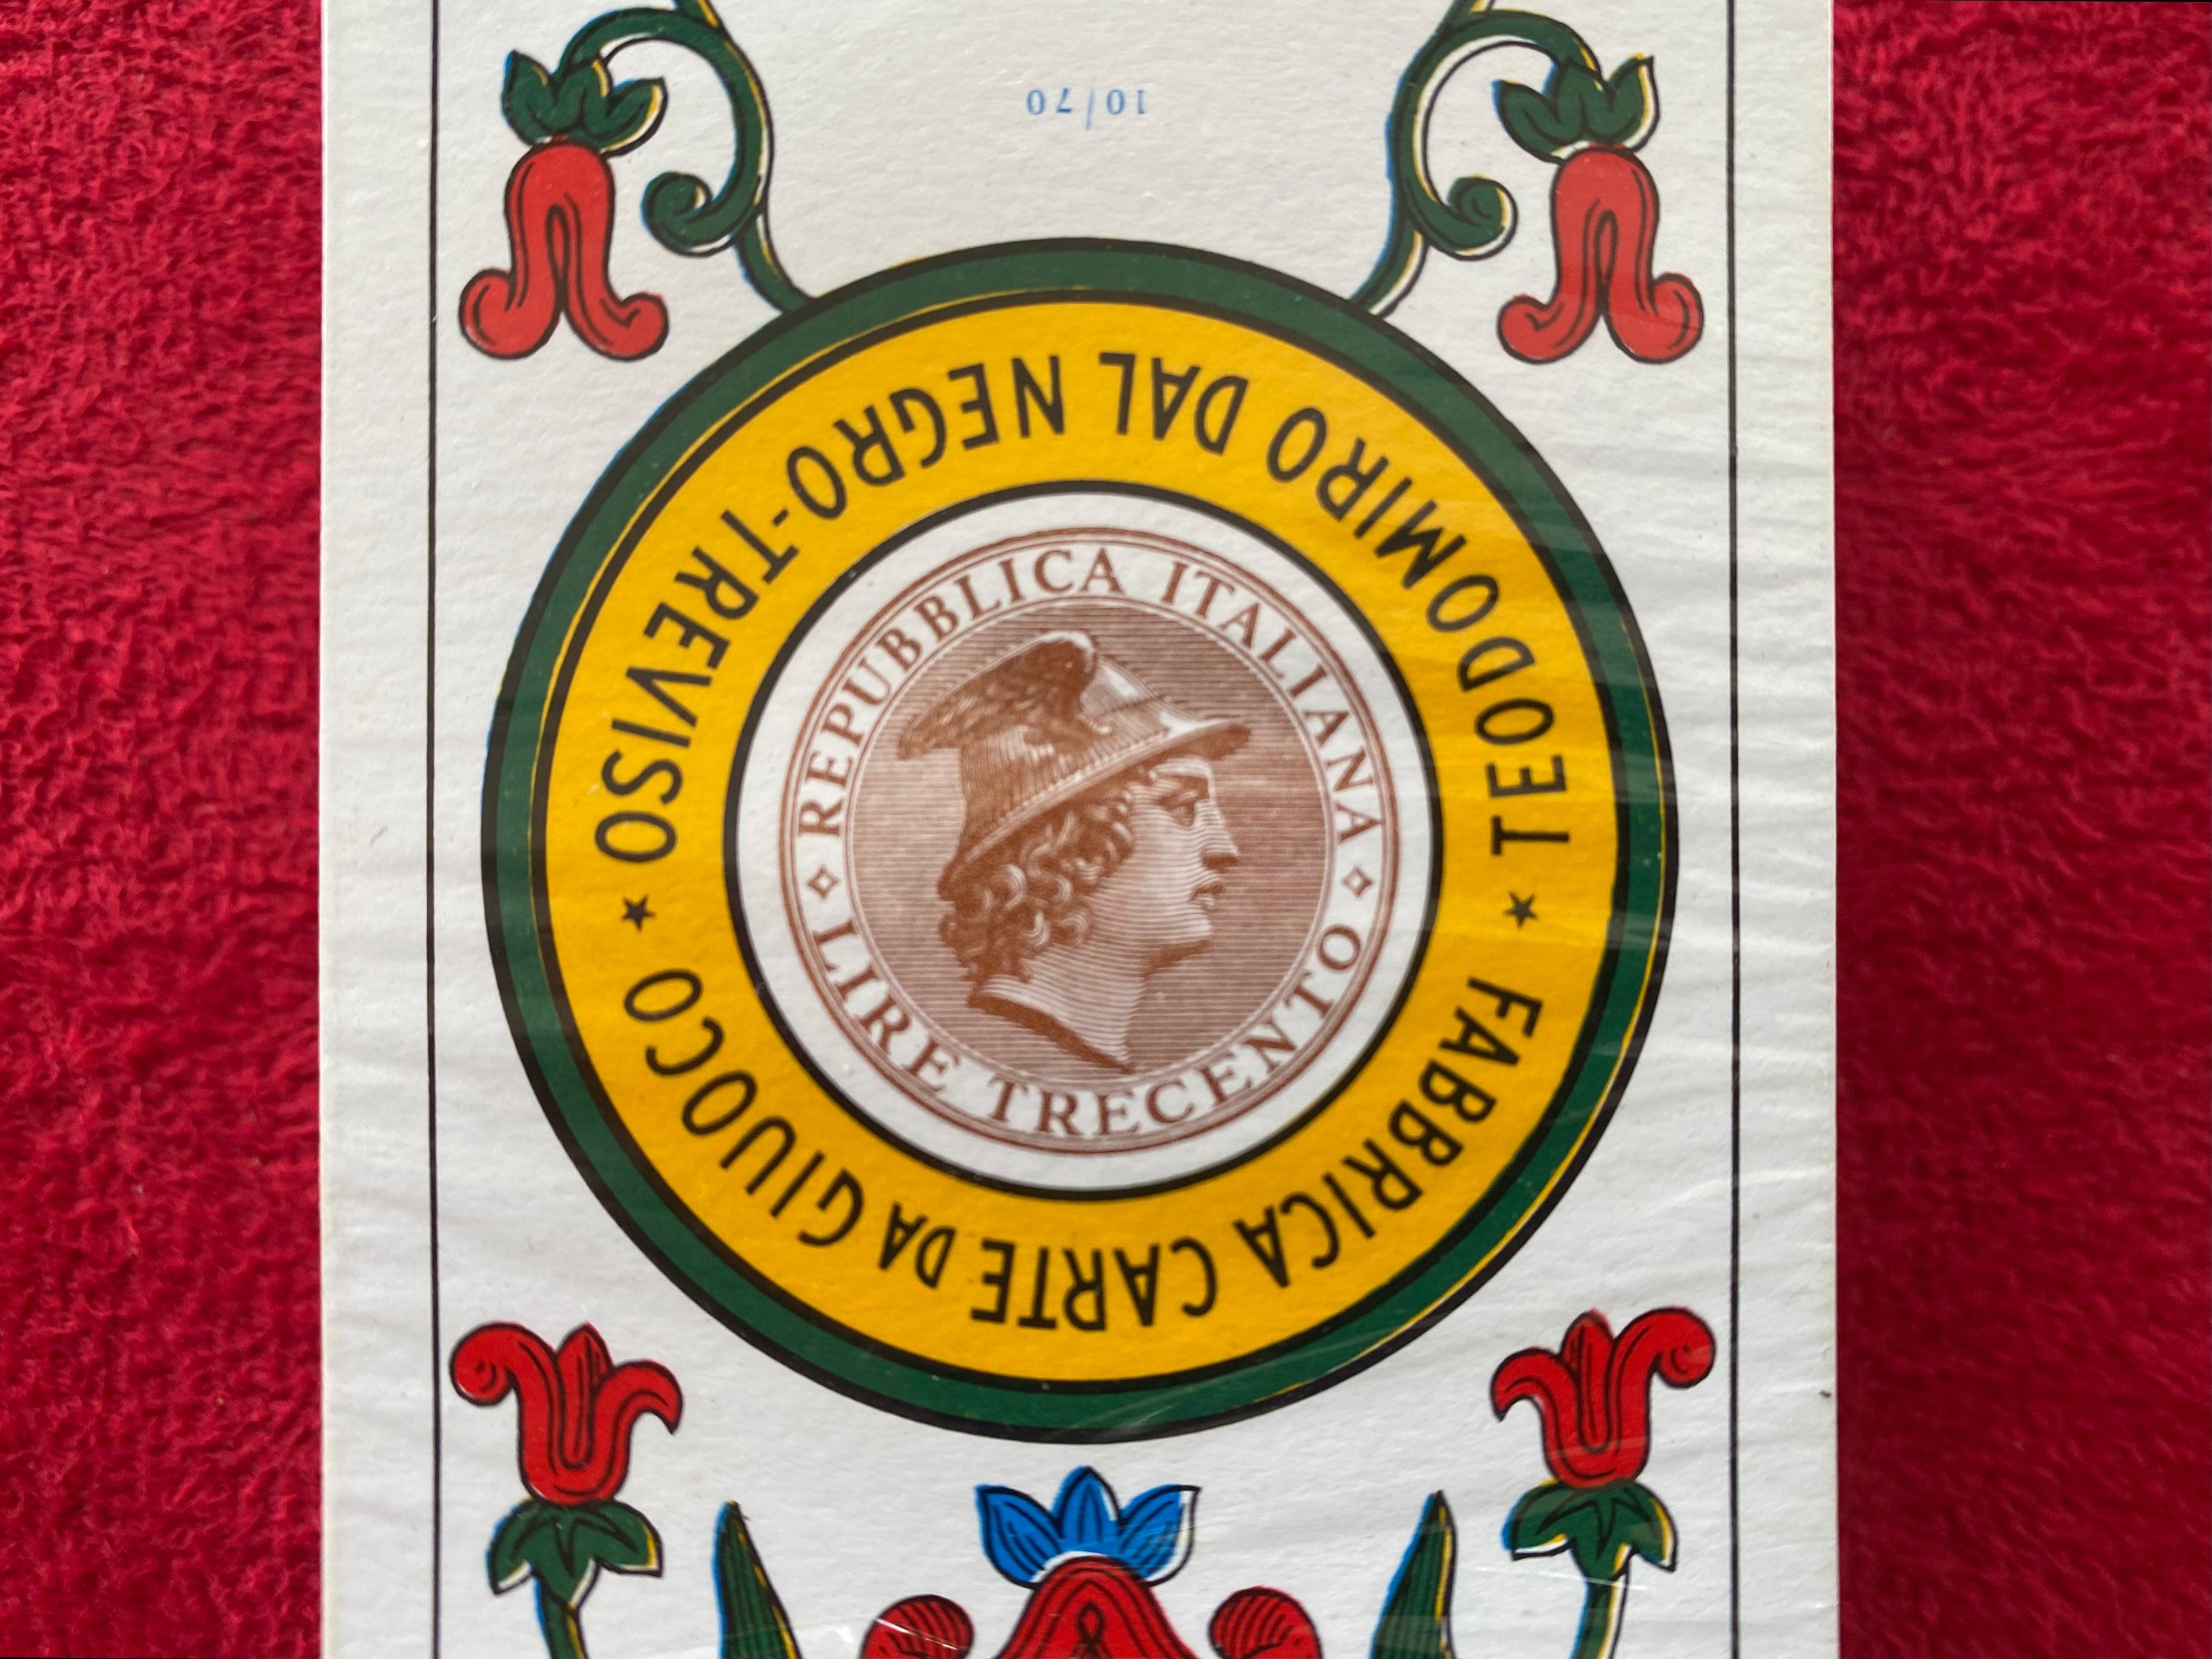 10/70
TEODOMIRO DAL NEGRO-TREVISO
★ FABBRICA CARTE DA GIUOCO ★
REPUBBLICA ITALIANA
LIRE TRECENTO